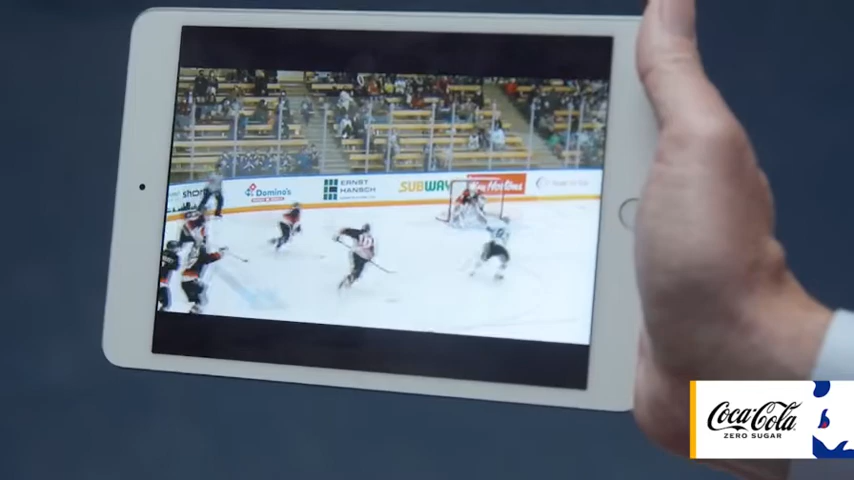 Domino's
ERNST
HANSCH
SUBWAY
Tim Hortons
Coca-Cola
ZERO SUGAR